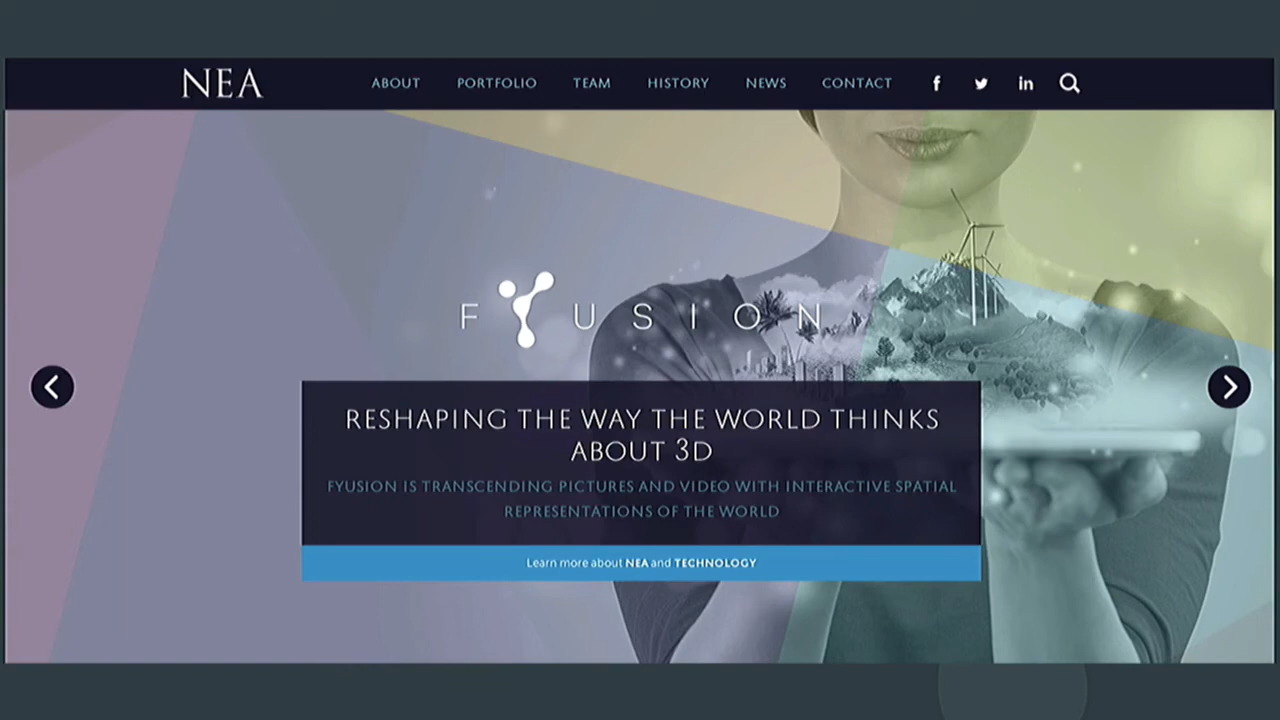 NEA
ABOUT PORTFOLIO TEAM HISTORY NEWS CONTACT
FYUSION
RESHAPING THE WAY THE WORLD THINKS
ABOUT 3D
FYUSION IS TRANSCENDING PICTURES AND VIDEO WITH INTERACTIVE SPATIAL
REPRESENTATIONS OF THE WORLD
Learn more about NEA and TECHNOLOGY